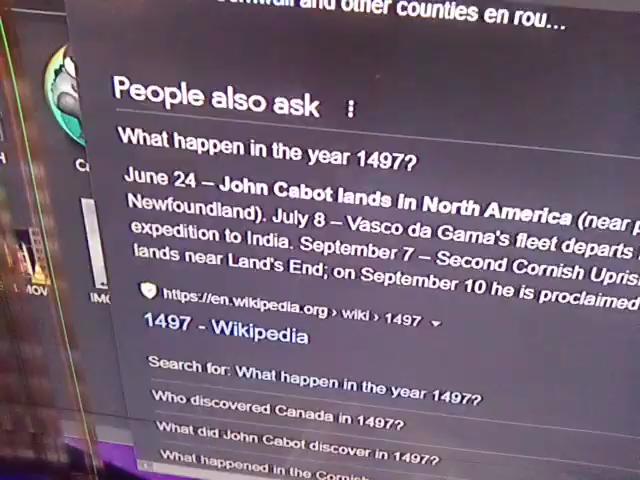 and other counties en rou...
People also ask
What happen in the year 1497?
June 24 – John Cabot lands in North America (near
Newfoundland). July 8 – Vasco da Gama's fleet departs
expedition to India. September 7 – Second Cornish Upris
lands near Land's End; on September 10 he is proclaimed
https://en.wikipedia.org › wiki › 1497
1497 - Wikipedia
Search for: What happen in the year 1497?
Who discovered Canada in 1497?
What did John Cabot discover in 1497?
What happened in the Cornish
MOV
IMG